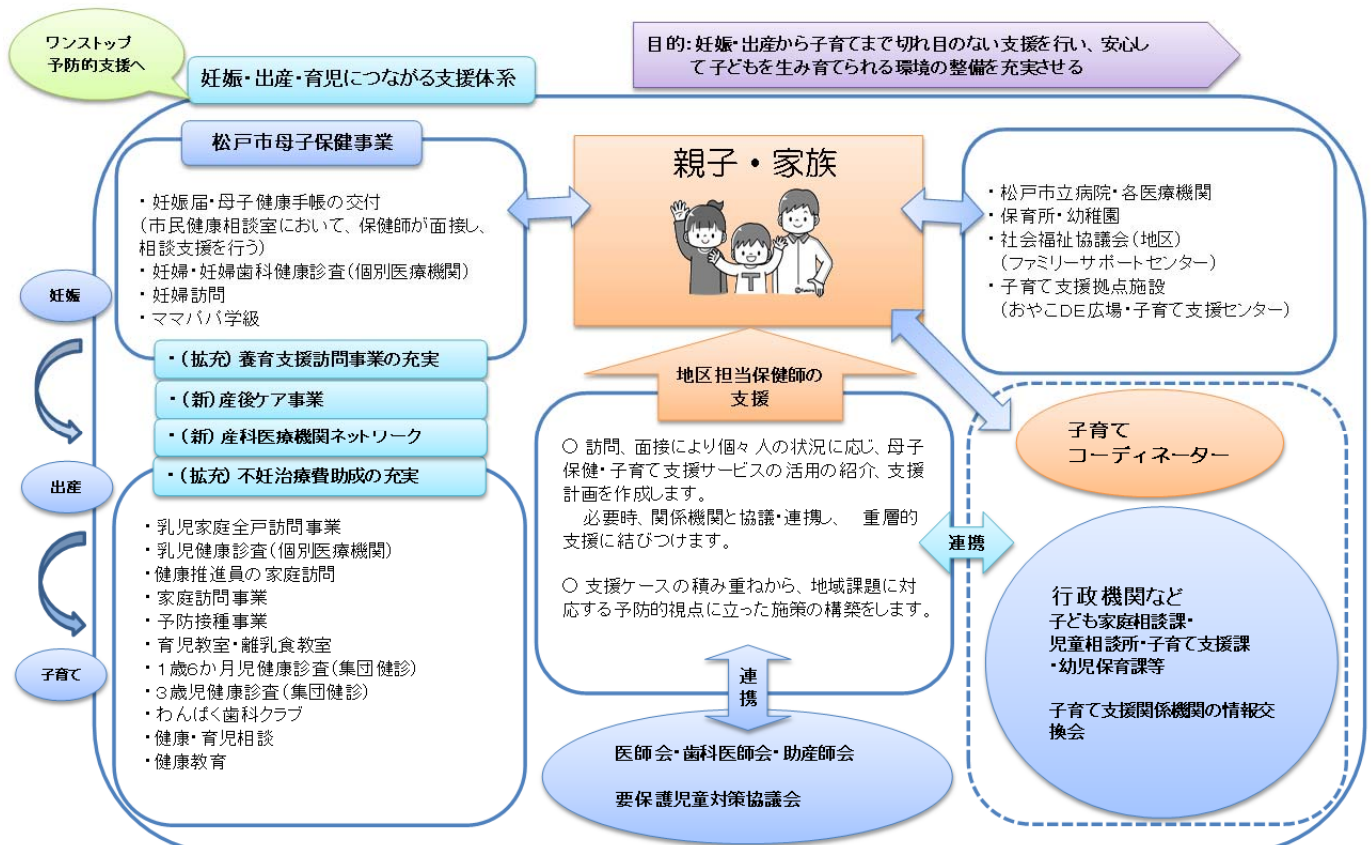 ワンストップ
予防的支援へ
目的：妊娠・出産から子育てまで切れ目のない支援を行い、安心し
て子どもを生み育てられる環境の整備を充実させる
妊娠・出産・育児につながる支援体系
松戸市母子保健事業
・妊娠届・母子健康手帳の交付
(市民健康相談室において、保健師が面接し、
相談支援を行う)
・妊婦・妊婦歯科健康診査(個別医療機関)
・妊婦訪問
・ママパパ学級
・(拡充) 養育支援訪問事業の充実
・(新)産後ケア事業
・(新) 産科医療機関ネットワーク
・(拡充) 不妊治療費助成の充実
・乳児家庭全戸訪問事業
・乳児健康診査(個別医療機関)
・健康推進員の家庭訪問
・家庭訪問事業
・予防接種事業
・育児教室・離乳食教室
・１歳6か月児健康診査(集団健診)
・３歳児健康診査(集団健診)
・わんぱく歯科クラブ
・健康・育児相談
・健康教育
妊娠
出産
子育て
親子・家族
T
地区担当保健師の
支援
○ 訪問、面接により個々人の状況に応じ、母子
保健・子育て支援サービスの活用の紹介、支援
計画を作成します。
必要時、関係機関と協議・連携し、 重層的
支援に結びつけます。
○ 支援ケースの積み重ねから、地域課題に対
応する予防的視点に立った施策の構築をします。
連
携
医師会・歯科医師会・助産師会
要保護児童対策協議会
・松戸市立病院・各医療機関
・保育所・幼稚園
・社会福祉協議会(地区)
(ファミリーサポートセンター)
・子育て支援拠点施設
(おやこDE広場・子育て支援センター)
子育て
コーディネーター
連携
行政機関など
子ども家庭相談課・
児童相談所・子育て支援課
・幼児保育課等
子育て支援関係機関の情報交
換会